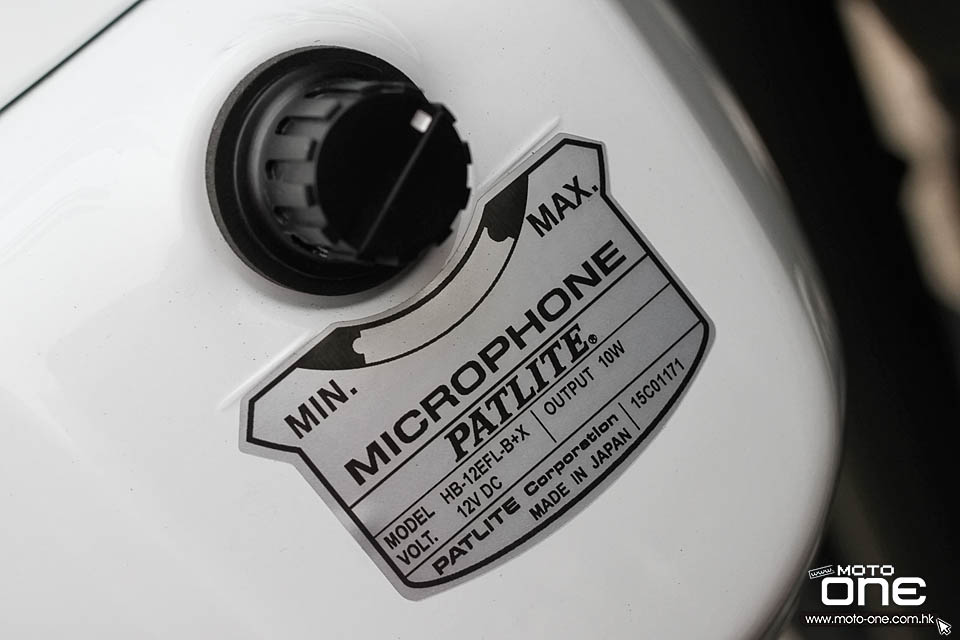 MIN.
MAX.
MICROPHONE
PATLITE®
MODEL HB-12EFL-B+X OUTPUT 10W
VOLT. 12V DC
PATLITE Corporation 15C01171
MADE IN JAPAN
www. MOTO
ONE
www.moto-one.com.hk